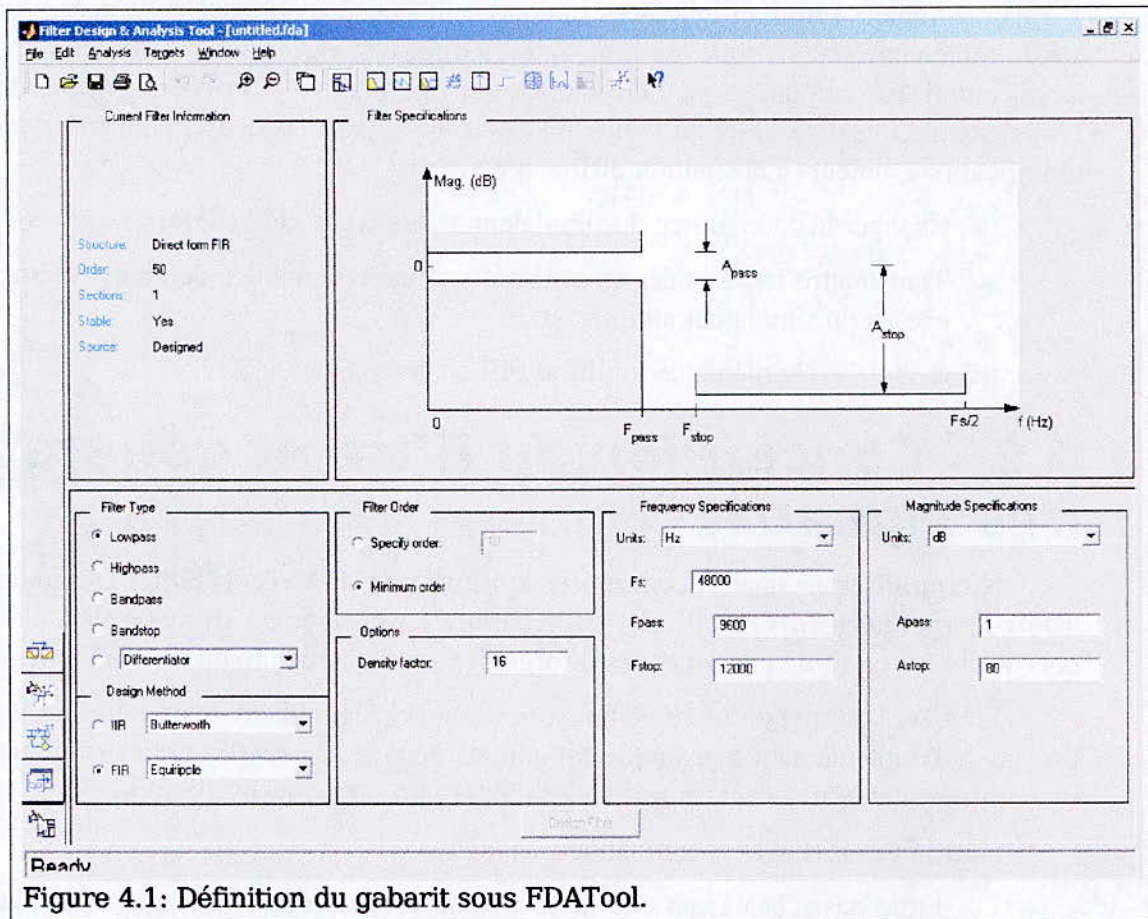 Filter Design & Analysis Tool - [untitled.fda]
File Edit Analysis Targets Window Help
Current Filter Information
Structure: Direct form FIR
Order: 50
Sections: 1
Stable: Yes
Source: Designed
Filter Specifications
Mag. (dB)
0
A pass
A stop
0
F pass
F stop
Fs/2
f (Hz)
Filter Type
Lowpass
Highpass
Bandpass
Bandstop
Differentiator
Design Method
IIR Butterworth
FIR Equiripple
Filter Order
Specify order: 10
Minimum order
Options
Density factor: 16
Frequency Specifications
Units: Hz
Fs: 48000
Fpass: 9600
Fstop: 12000
Magnitude Specifications
Units: dB
Apass: 1
Astop: 80
Ready
Figure 4.1: Définition du gabarit sous FDATool.